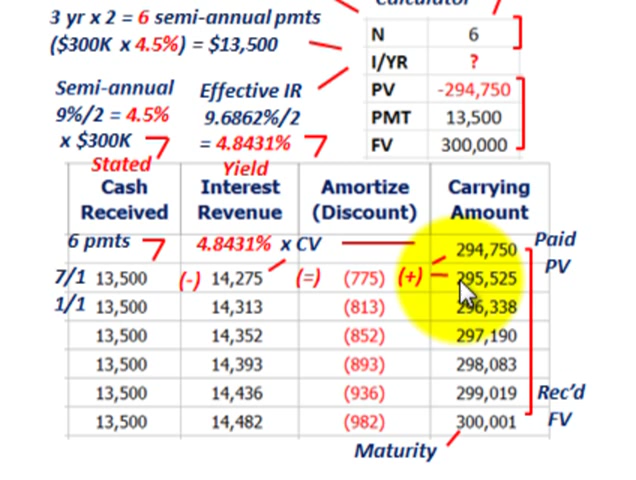 Calculator
3 yr x 2 = 6 semi-annual pmts
($300K x 4.5%) = $13,500
N 6
I/YR ?
PV -294,750
PMT 13,500
FV 300,000
Semi-annual
9%/2 = 4.5%
x $300K
Stated
Effective IR
9.6862%/2
= 4.8431%
Yield
Cash Received Interest Revenue Amortize (Discount) Carrying Amount
6 pmts 4.8431% x CV 294,750 Paid PV
7/1 13,500 (-) 14,275 (=) (775) (+) 295,525
1/1 13,500 14,313 (813) 296,338
13,500 14,352 (852) 297,190
13,500 14,393 (893) 298,083
13,500 14,436 (936) 299,019 Rec'd
13,500 14,482 (982) 300,001 FV
Maturity